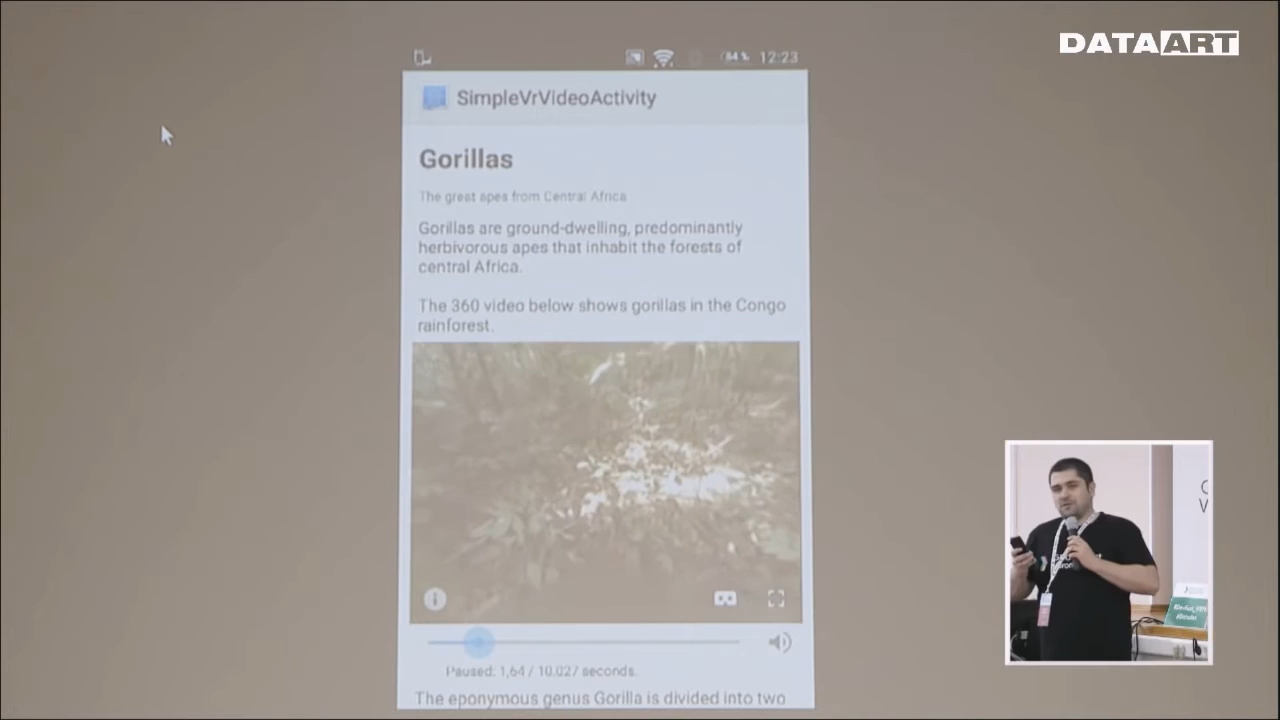 DATAART
84% 12:23
SimpleVrVideoActivity
Gorillas
The great apes from Central Africa
Gorillas are ground-dwelling, predominantly
herbivorous apes that inhabit the forests of
central Africa.
The 360 video below shows gorillas in the Congo
rainforest.
Paused: 1,64 / 10.027 seconds.
The eponymous genus Gorilla is divided into two